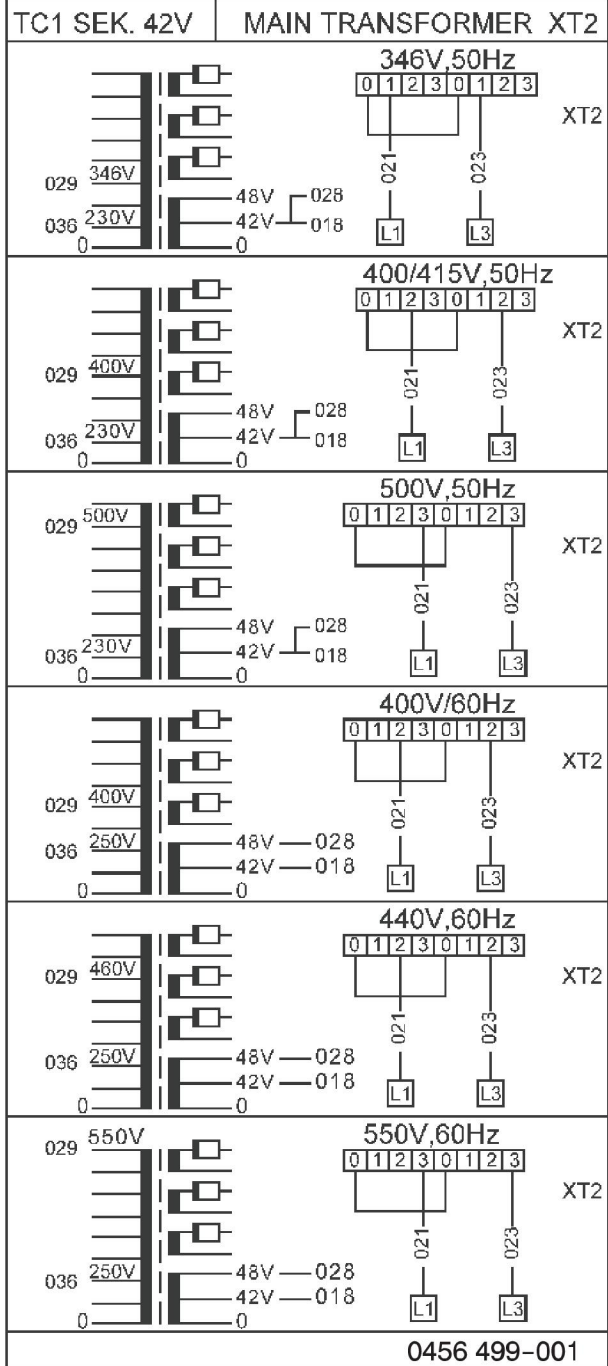 TC1 SEK. 42V MAIN TRANSFORMER XT2
346V,50Hz
0 1 2 3 0 1 2 3
XT2
021 023
029 346V
48V 028
036 230V 42V 018
0 0
L1 L3
400/415V,50Hz
0 1 2 3 0 1 2 3
XT2
029 400V
021 023
48V 028
036 230V 42V 018
0 0
L1 L3
500V,50Hz
0 1 2 3 0 1 2 3
029 500V
XT2
021 023
48V 028
036 230V 42V 018
0 0
L1 L3
400V/60Hz
0 1 2 3 0 1 2 3
XT2
029 400V
021 023
036 250V 48V 028
42V 018
0 0
L1 L3
440V,60Hz
0 1 2 3 0 1 2 3
029 460V
XT2
021 023
036 250V 48V 028
42V 018
0 0
L1 L3
029 550V 550V,60Hz
0 1 2 3 0 1 2 3
XT2
021 023
036 250V 48V 028
42V 018
0 0
L1 L3
0456 499-001